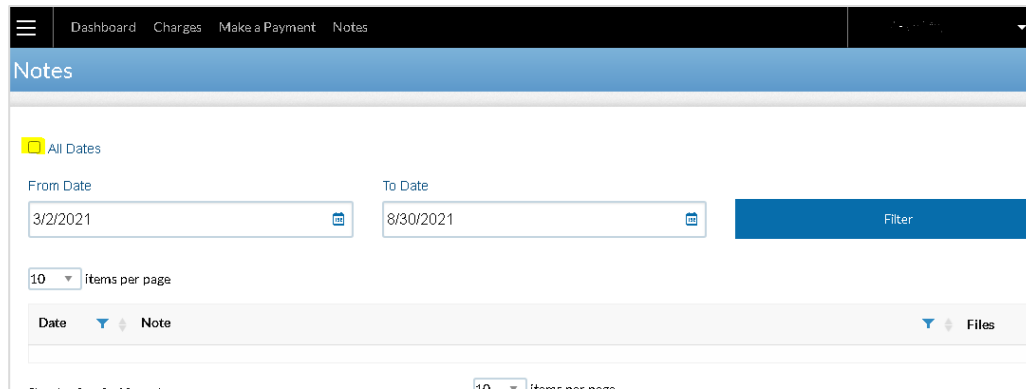 Dashboard Charges Make a Payment Notes
Notes
All Dates
From Date To Date
3/2/2021 8/30/2021 Filter
10 items per page
Date Note Files
10 items per page